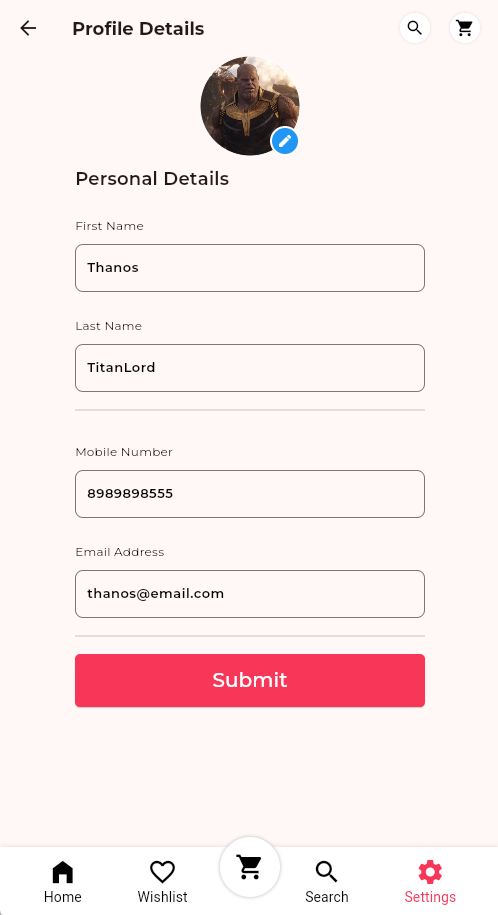 Profile Details
Personal Details
First Name
Thanos
Last Name
TitanLord
Mobile Number
8989898555
Email Address
thanos@email.com
Submit
Home Wishlist Search Settings